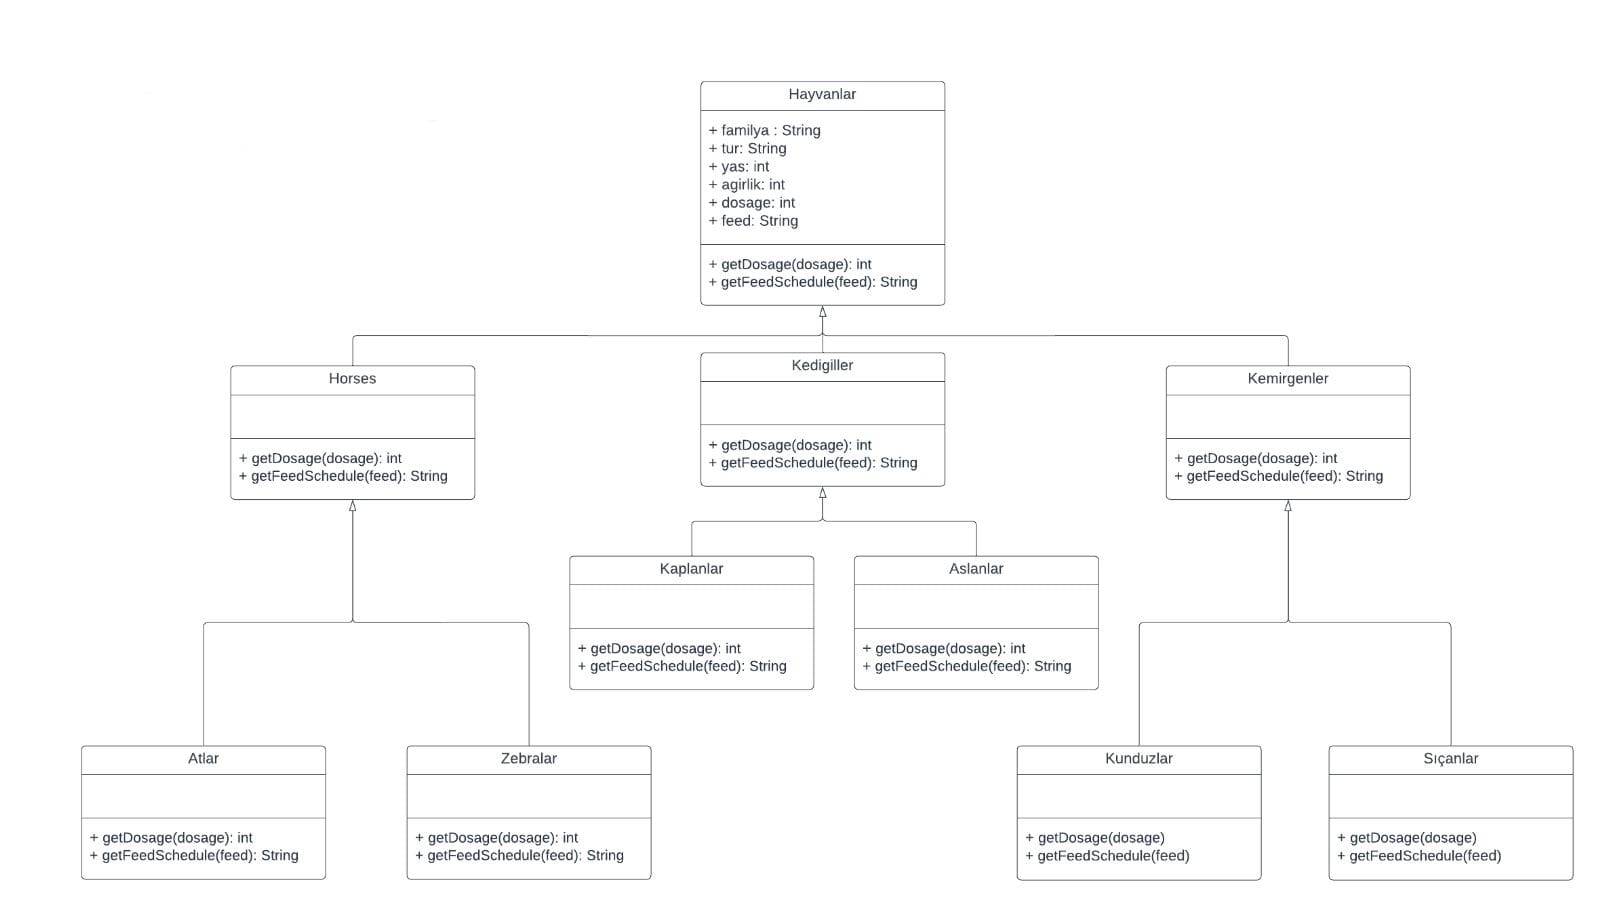 Hayvanlar
+ familya : String
+ tur: String
+ yas: int
+ agirlik: int
+ dosage: int
+ feed: String
+ getDosage(dosage): int
+ getFeedSchedule(feed): String
Horses
+ getDosage(dosage): int
+ getFeedSchedule(feed): String
Kedigiller
+ getDosage(dosage): int
+ getFeedSchedule(feed): String
Kemirgenler
+ getDosage(dosage): int
+ getFeedSchedule(feed): String
Kaplanlar
+ getDosage(dosage): int
+ getFeedSchedule(feed): String
Aslanlar
+ getDosage(dosage): int
+ getFeedSchedule(feed): String
Atlar
+ getDosage(dosage): int
+ getFeedSchedule(feed): String
Zebralar
+ getDosage(dosage): int
+ getFeedSchedule(feed): String
Kunduzlar
+ getDosage(dosage)
+ getFeedSchedule(feed)
Sıçanlar
+ getDosage(dosage)
+ getFeedSchedule(feed)